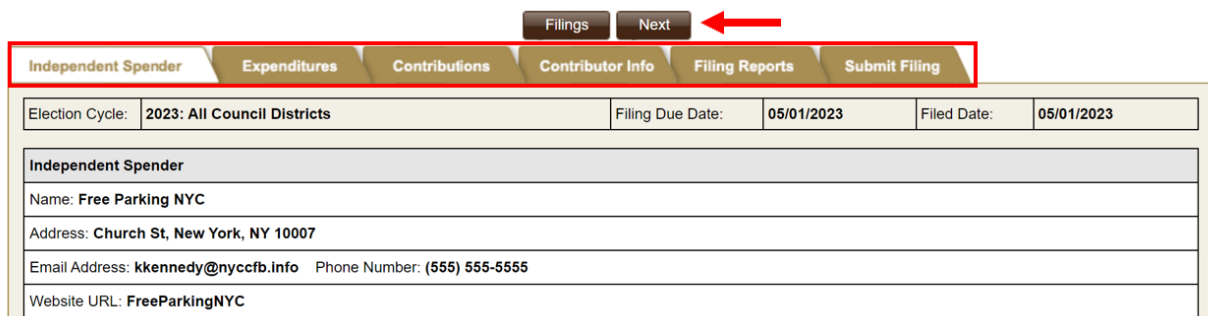 Filings Next
Independent Spender Expenditures Contributions Contributor Info Filing Reports Submit Filing
Election Cycle: 2023: All Council Districts Filing Due Date: 05/01/2023 Filed Date: 05/01/2023
Independent Spender
Name: Free Parking NYC
Address: Church St, New York, NY 10007
Email Address: kkennedy@nyccfb.info Phone Number: (555) 555-5555
Website URL: FreeParkingNYC